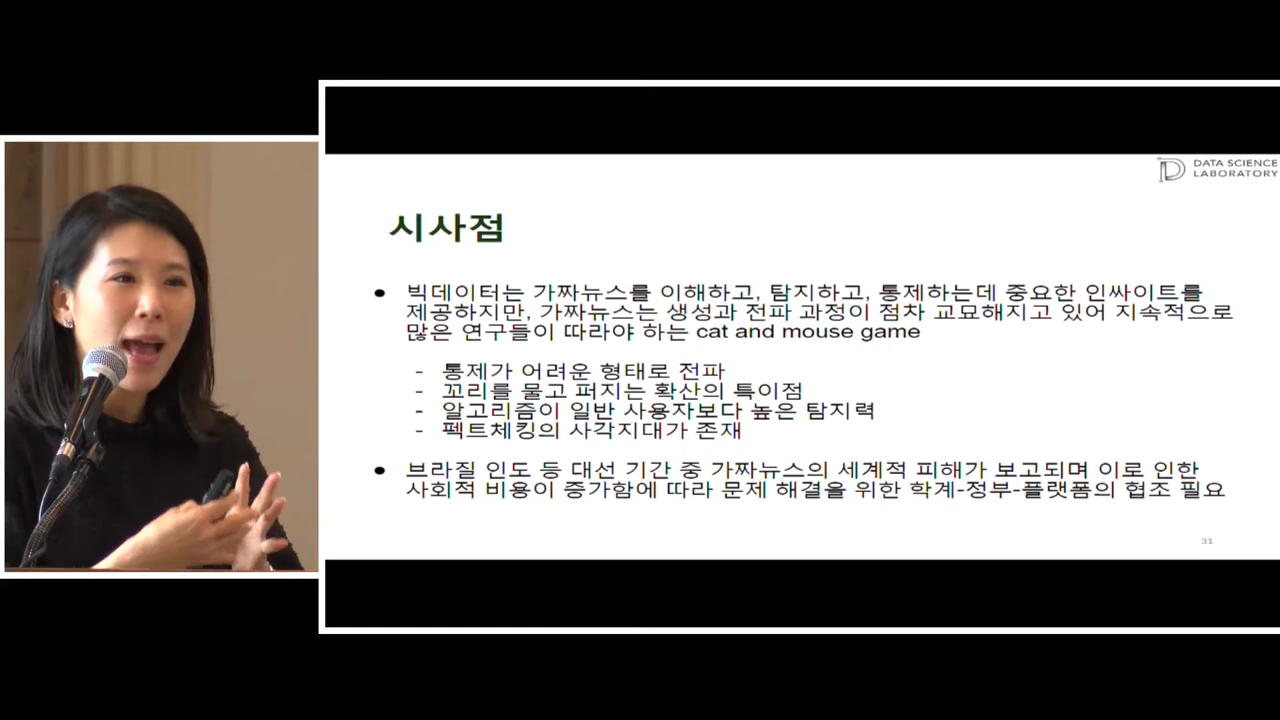 DATA SCIENCE
LABORATORY
시사점
● 빅데이터는 가짜뉴스를 이해하고, 탐지하고, 통제하는데 중요한 인싸이트를
제공하지만, 가짜뉴스는 생성과 전파 과정이 점차 교묘해지고 있어 지속적으로
많은 연구들이 따라야 하는 cat and mouse game
- 통제가 어려운 형태로 전파
- 꼬리를 물고 퍼지는 확산의 특이점
- 알고리즘이 일반 사용자보다 높은 탐지력
- 펙트체킹의 사각지대가 존재
● 브라질 인도 등 대선 기간 중 가짜뉴스의 세계적 피해가 보고되며 이로 인한
사회적 비용이 증가함에 따라 문제 해결을 위한 학계-정부-플랫폼의 협조 필요
31